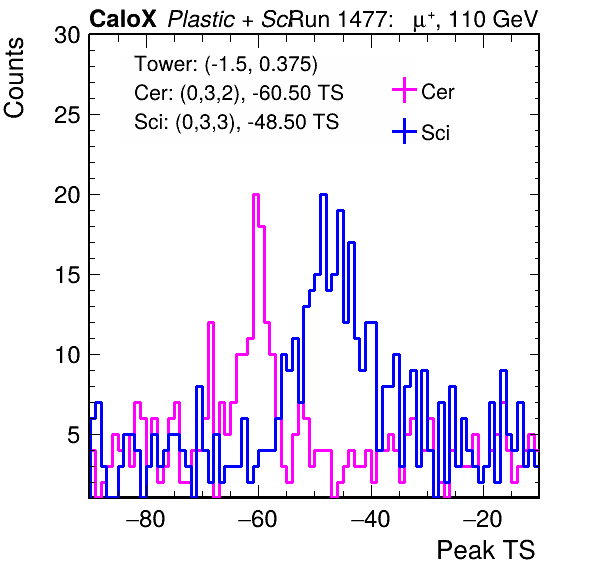 CaloX Plastic + Sci Run 1477: μ⁺, 110 GeV
Counts
30
25
20
15
10
5
Tower: (-1.5, 0.375)
Cer: (0,3,2), -60.50 TS
Sci: (0,3,3), -48.50 TS
Cer
Sci
−80 −60 −40 −20
Peak TS